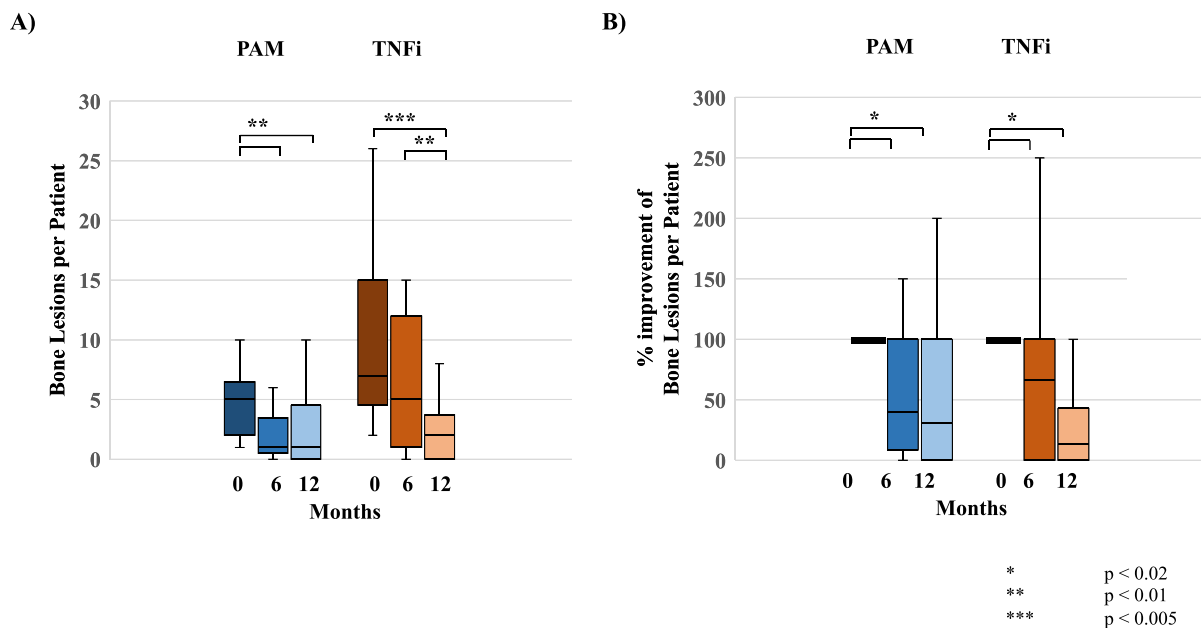 A)
PAM
TNFi
**
***
**
30
25
20
15
10
5
0
Bone Lesions per Patient
0 6 12 0 6 12
Months
B)
PAM
TNFi
*
*
300
250
200
150
100
50
0
% improvement of
Bone Lesions per Patient
0 6 12 0 6 12
Months
* p < 0.02
** p < 0.01
*** p < 0.005